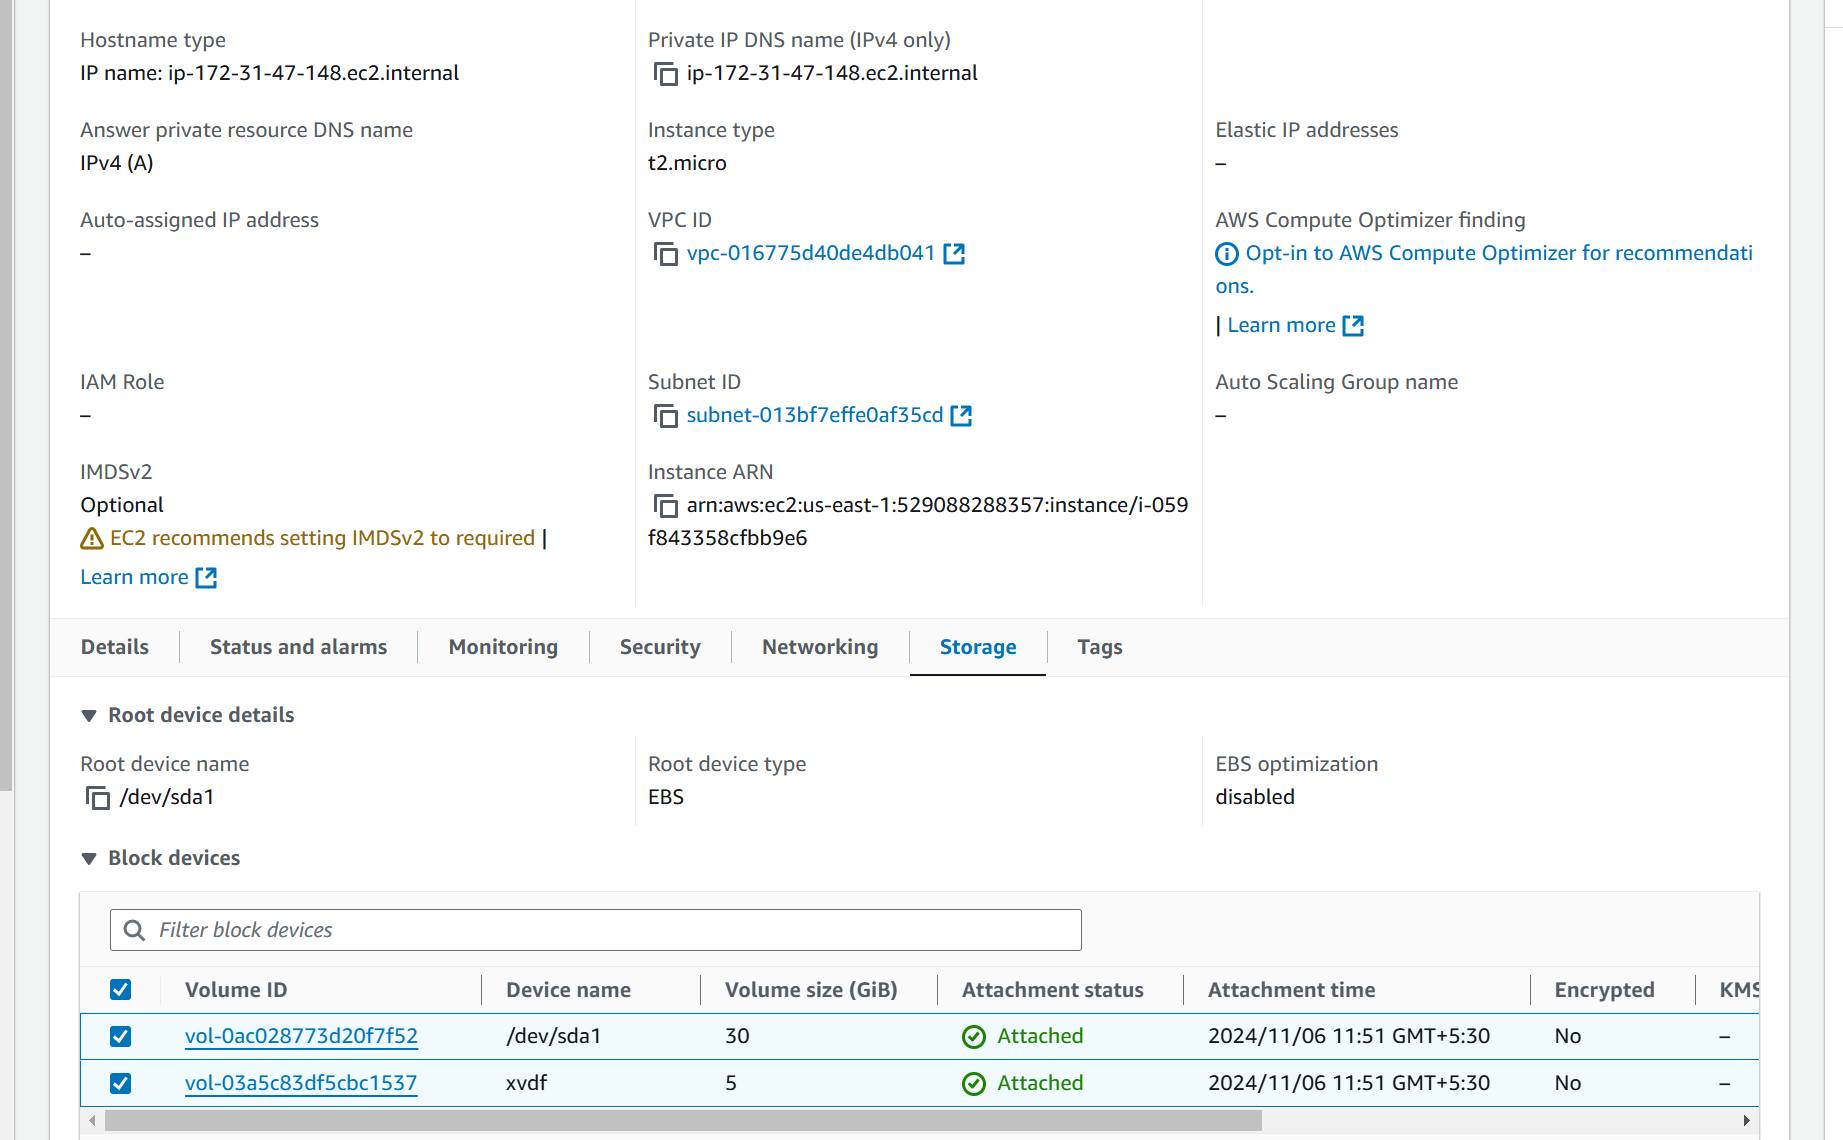 Hostname type
IP name: ip-172-31-47-148.ec2.internal
Private IP DNS name (IPv4 only)
ip-172-31-47-148.ec2.internal
Answer private resource DNS name
IPv4 (A)
Instance type
t2.micro
Elastic IP addresses
–
Auto-assigned IP address
–
VPC ID
vpc-016775d40de4db041
AWS Compute Optimizer finding
Opt-in to AWS Compute Optimizer for recommendati
ons.
| Learn more
IAM Role
–
Subnet ID
subnet-013bf7effe0af35cd
Auto Scaling Group name
–
IMDSv2
Optional
EC2 recommends setting IMDSv2 to required |
Learn more
Instance ARN
arn:aws:ec2:us-east-1:529088288357:instance/i-059
f843358cfbb9e6
Details Status and alarms Monitoring Security Networking Storage Tags
Root device details
Root device name
/dev/sda1
Root device type
EBS
EBS optimization
disabled
Block devices
Filter block devices
Volume ID Device name Volume size (GiB) Attachment status Attachment time Encrypted KMS
vol-0ac028773d20f7f52 /dev/sda1 30 Attached 2024/11/06 11:51 GMT+5:30 No –
vol-03a5c83df5cbc1537 xvdf 5 Attached 2024/11/06 11:51 GMT+5:30 No –